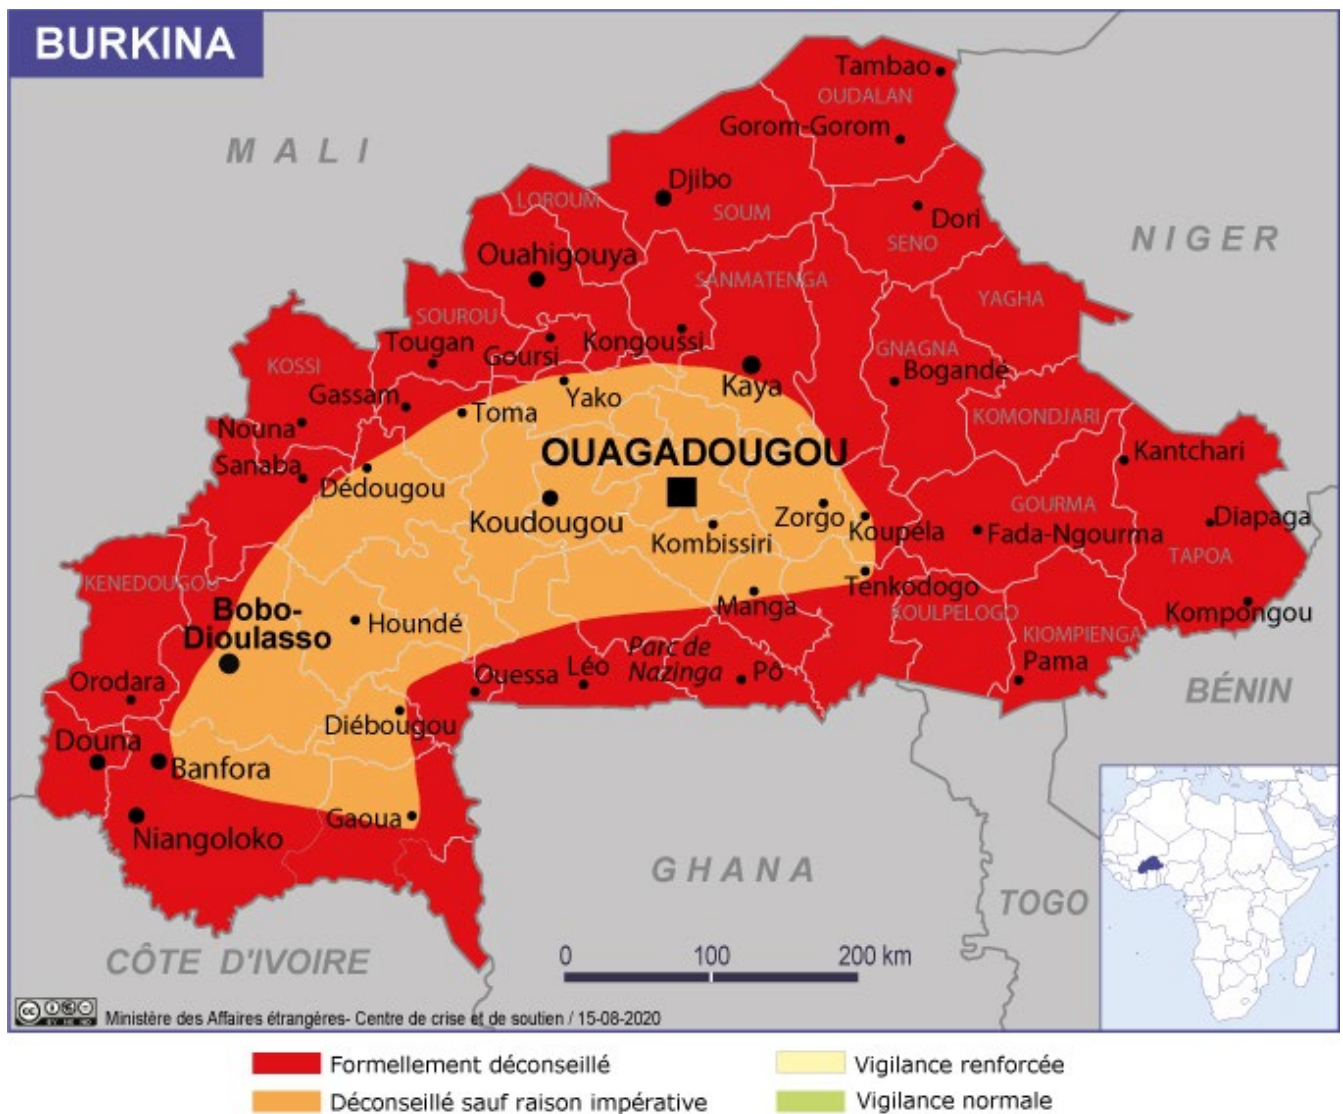 BURKINA
Tambao
OUDALAN
Gorom-Gorom
MALI
Djibo
LOROUM
SOUM
Dori
NIGER
SENO
Ouahigouya
SANMATENGA
YAGHA
SOUROU
Tougan
Goursi
Kongoussi
GNAGNA
KOSSI
Bogandé
Kaya
Gassam
Yako
Toma
KOMONDJARI
Nouna
Kantchari
OUAGADOUGOU
Sanaba
Dédougou
GOURMA
Koudougou
Zorgo
Koupéla
Diapaga
Kombissiri
Fada-Ngourma
TAPOA
KENEDOUGOU
Tenkodogo
Manga
KOULPELOGO
Kompongou
Bobo-
Dioulasso
Houndé
KIOMPIENGA
Parc de
Nazinga
Pama
Ouessa
Léo
Pô
Orodara
BÉNIN
Diébougou
Douna
Banfora
Gaoua
Niangoloko
GHANA
TOGO
CÔTE D'IVOIRE
0 100 200 km
Ministère des Affaires étrangères- Centre de crise et de soutien / 15-08-2020
Formellement déconseillé
Vigilance renforcée
Déconseillé sauf raison impérative
Vigilance normale